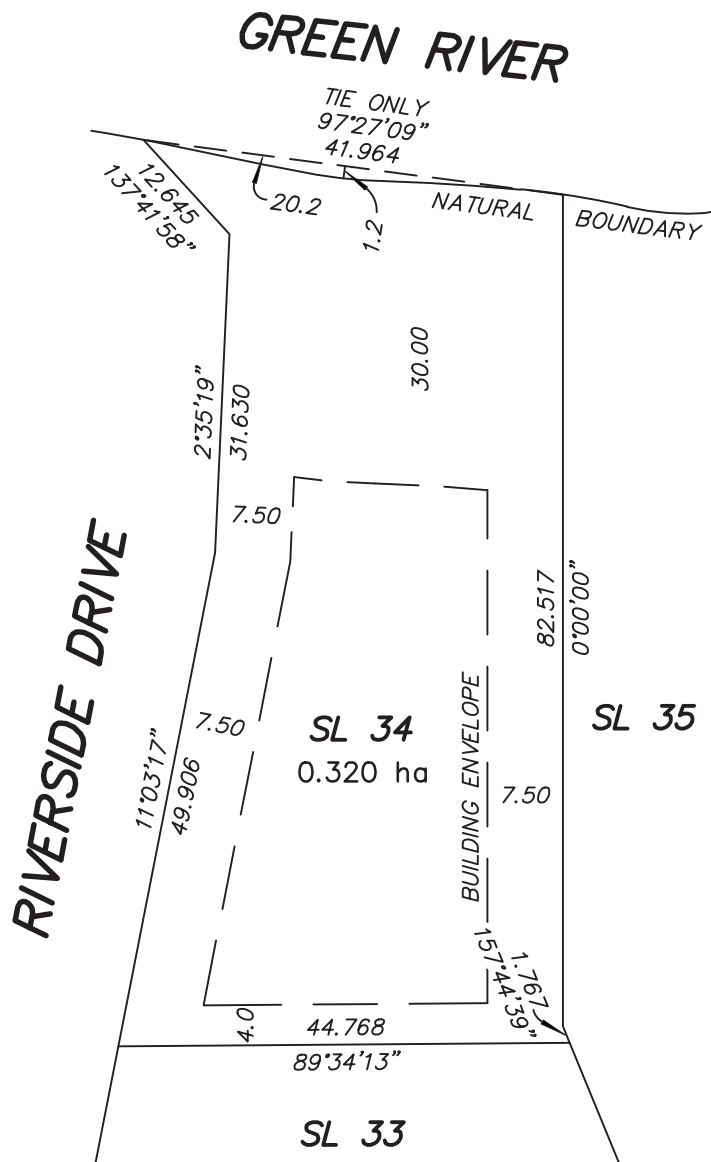 GREEN RIVER
TIE ONLY
97°27'09"
41.964
12.645
137°41'58"
20.2
1.2
NATURAL BOUNDARY
30.00
2°35'19"
31.630
7.50
RIVERSIDE DRIVE
82.517
0°00'00"
7.50
SL 34
0.320 ha
BUILDING ENVELOPE
SL 35
11°03'17"
49.906
7.50
1.767
157°44'39"
4.0
44.768
89°34'13"
SL 33